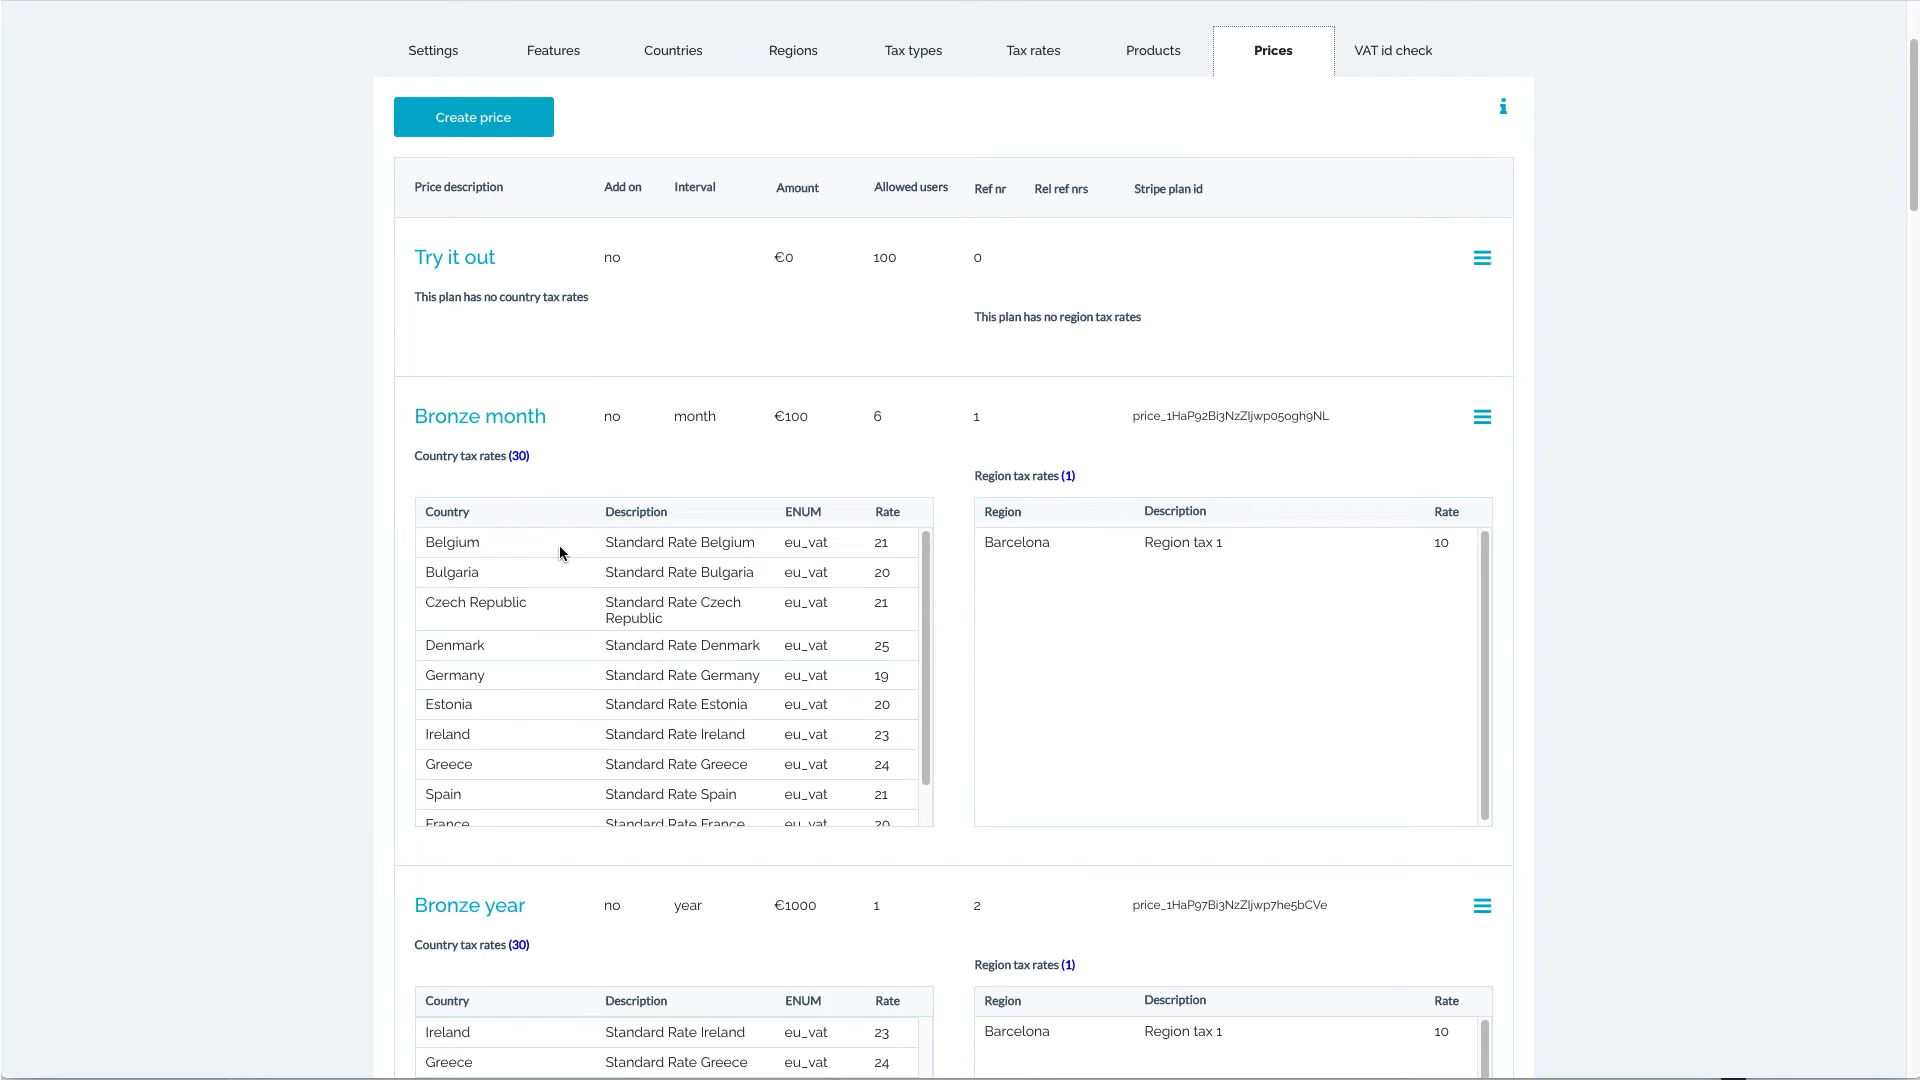 Settings Features Countries Regions Tax types Tax rates Products Prices VAT id check
Create price
Price description Add on Interval Amount Allowed users Ref nr Rel ref nrs Stripe plan id
Try it out no €0 100 0
This plan has no country tax rates
This plan has no region tax rates
Bronze month no month €100 6 1 price_1HaP92Bi3NzZIjwp05ogh9NL
Country tax rates (30)
Region tax rates (1)
Country Description ENUM Rate
Belgium Standard Rate Belgium eu_vat 21
Bulgaria Standard Rate Bulgaria eu_vat 20
Czech Republic Standard Rate Czech Republic eu_vat 21
Denmark Standard Rate Denmark eu_vat 25
Germany Standard Rate Germany eu_vat 19
Estonia Standard Rate Estonia eu_vat 20
Ireland Standard Rate Ireland eu_vat 23
Greece Standard Rate Greece eu_vat 24
Spain Standard Rate Spain eu_vat 21
France Standard Rate France eu_vat 20
Region Description Rate
Barcelona Region tax 1 10
Bronze year no year €1000 1 2 price_1HaP97Bi3NzZIjwp7he5bCVe
Country tax rates (30)
Region tax rates (1)
Country Description ENUM Rate
Ireland Standard Rate Ireland eu_vat 23
Greece Standard Rate Greece eu_vat 24
Region Description Rate
Barcelona Region tax 1 10